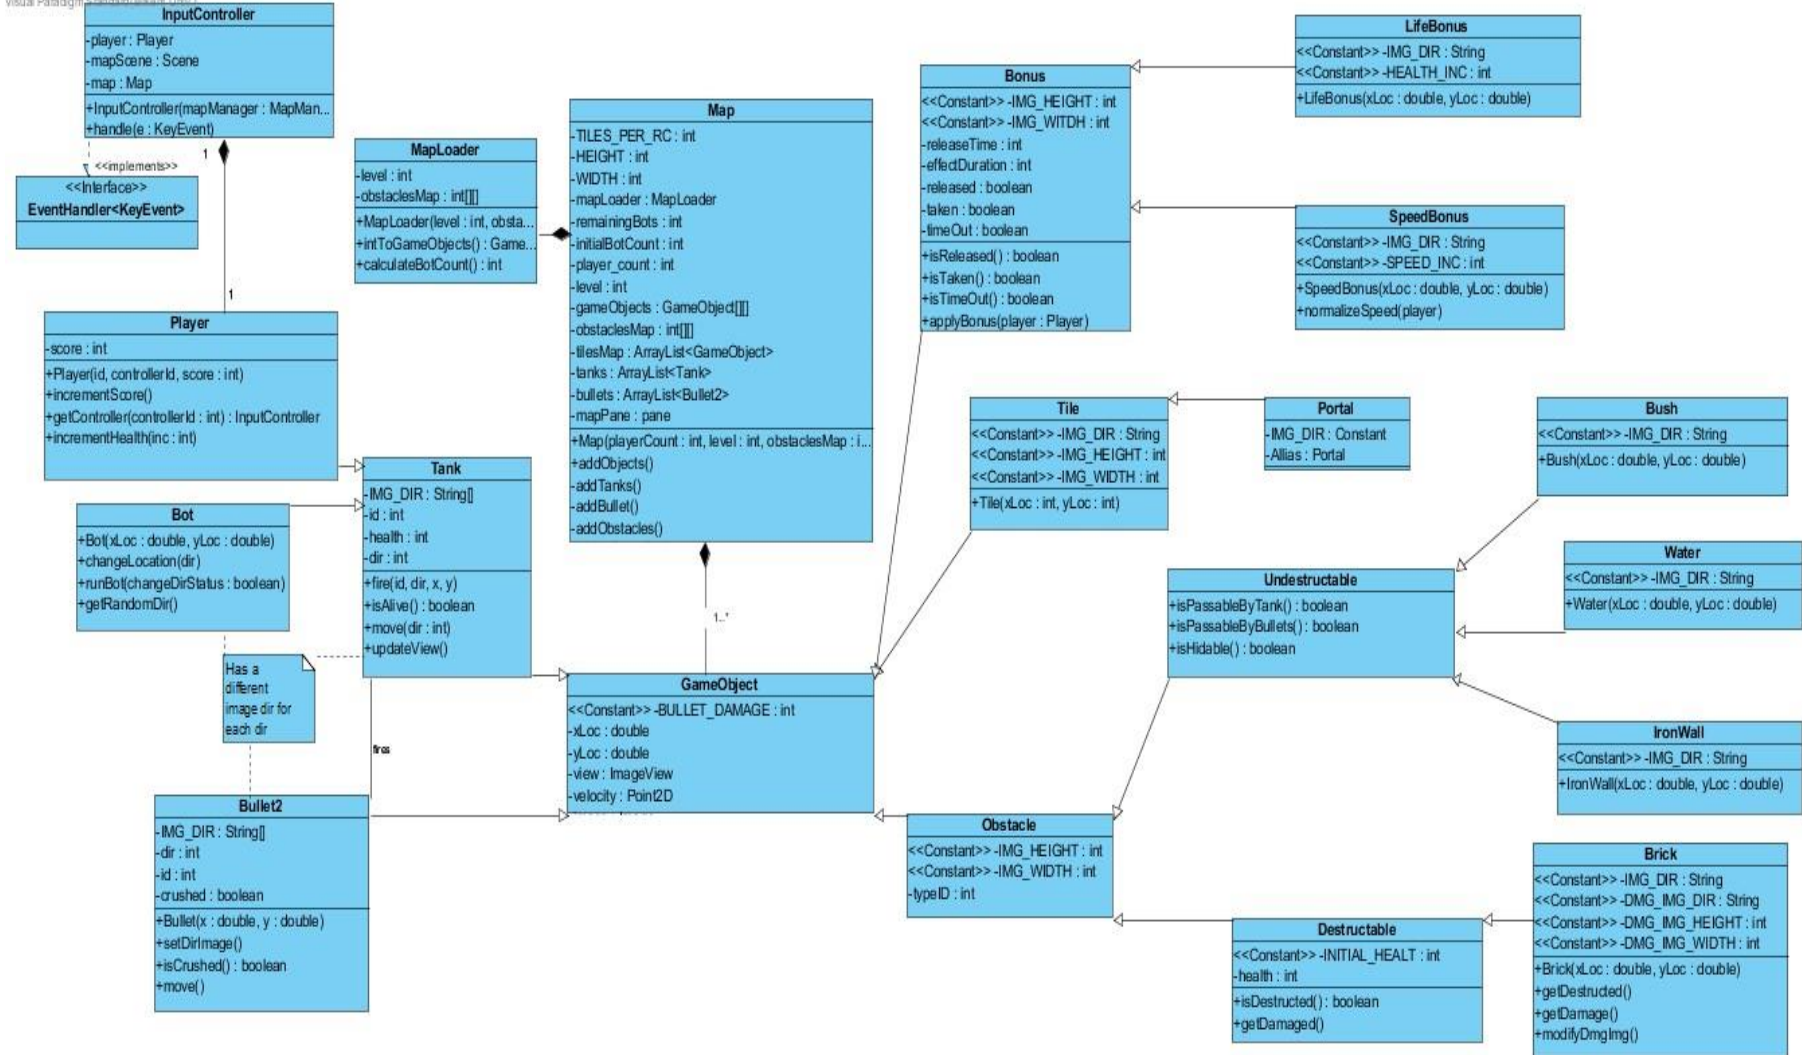 InputController
-player : Player
-mapScene : Scene
-map : Map
+InputController(mapManager : MapMan...
+handle(e : KeyEvent)
1
<<implements>>
<<Interface>>
EventHandler<KeyEvent>
1
Player
-score : int
+Player(id, controllerId, score : int)
+incrementScore()
+getController(controllerId : int) : InputController
+incrementHealth(inc : int)
MapLoader
-level : int
-obstaclesMap : int[][]
+MapLoader(level : int, obsta...
+intToGameObjects() : Game...
+calculateBotCount() : int
Map
-TILES_PER_RC : int
-HEIGHT : int
-WIDTH : int
-mapLoader : MapLoader
-remainingBots : int
-initialBotCount : int
-player_count : int
-level : int
-gameObjects : GameObject[][]
-obstaclesMap : int[][]
-tilesMap : ArrayList<GameObject>
-tanks : ArrayList<Tank>
-bullets : ArrayList<Bullet2>
-mapPane : pane
+Map(playerCount : int, level : int, obstaclesMap : i...
+addObjects()
-addTanks()
-addBullet()
-addObstacles()
1..*
Bot
+Bot(xLoc : double, yLoc : double)
+changeLocation(dir)
+runBot(changeDirStatus : boolean)
+getRandomDir()
Tank
-IMG_DIR : String[]
-id : int
-health : int
-dir : int
+fire(id, dir, x, y)
+isAlive() : boolean
+move(dir : int)
+updateView()
Has a
different
image dir for
each dir
fires
Bullet2
-IMG_DIR : String[]
-dir : int
-id : int
-crushed : boolean
+Bullet(x : double, y : double)
+setDirImage()
+isCrushed() : boolean
+move()
GameObject
<<Constant>> -BULLET_DAMAGE : int
-xLoc : double
-yLoc : double
-view : ImageView
-velocity : Point2D
Bonus
<<Constant>> -IMG_HEIGHT : int
<<Constant>> -IMG_WITDH : int
-releaseTime : int
-effectDuration : int
-released : boolean
-taken : boolean
-timeOut : boolean
+isReleased() : boolean
+isTaken() : boolean
+isTimeOut() : boolean
+applyBonus(player : Player)
LifeBonus
<<Constant>> -IMG_DIR : String
<<Constant>> -HEALTH_INC : int
+LifeBonus(xLoc : double, yLoc : double)
SpeedBonus
<<Constant>> -IMG_DIR : String
<<Constant>> -SPEED_INC : int
+SpeedBonus(xLoc : double, yLoc : double)
+normalizeSpeed(player)
Tile
<<Constant>> -IMG_DIR : String
<<Constant>> -IMG_HEIGHT : int
<<Constant>> -IMG_WIDTH : int
+Tile(xLoc : int, yLoc : int)
Portal
-IMG_DIR : Constant
-Allias : Portal
Bush
<<Constant>> -IMG_DIR : String
+Bush(xLoc : double, yLoc : double)
Undestructable
+isPassableByTank() : boolean
+isPassableByBullets() : boolean
+isHidable() : boolean
Water
<<Constant>> -IMG_DIR : String
+Water(xLoc : double, yLoc : double)
IronWall
<<Constant>> -IMG_DIR : String
+IronWall(xLoc : double, yLoc : double)
Obstacle
<<Constant>> -IMG_HEIGHT : int
<<Constant>> -IMG_WIDTH : int
-typeID : int
Destructable
<<Constant>> -INITIAL_HEALT : int
-health : int
+isDestructed() : boolean
+getDamaged()
Brick
<<Constant>> -IMG_DIR : String
<<Constant>> -DMG_IMG_DIR : String
<<Constant>> -DMG_IMG_HEIGHT : int
<<Constant>> -DMG_IMG_WIDTH : int
+Brick(xLoc : double, yLoc : double)
+getDestructed()
+getDamage()
+modifyDmgImg()